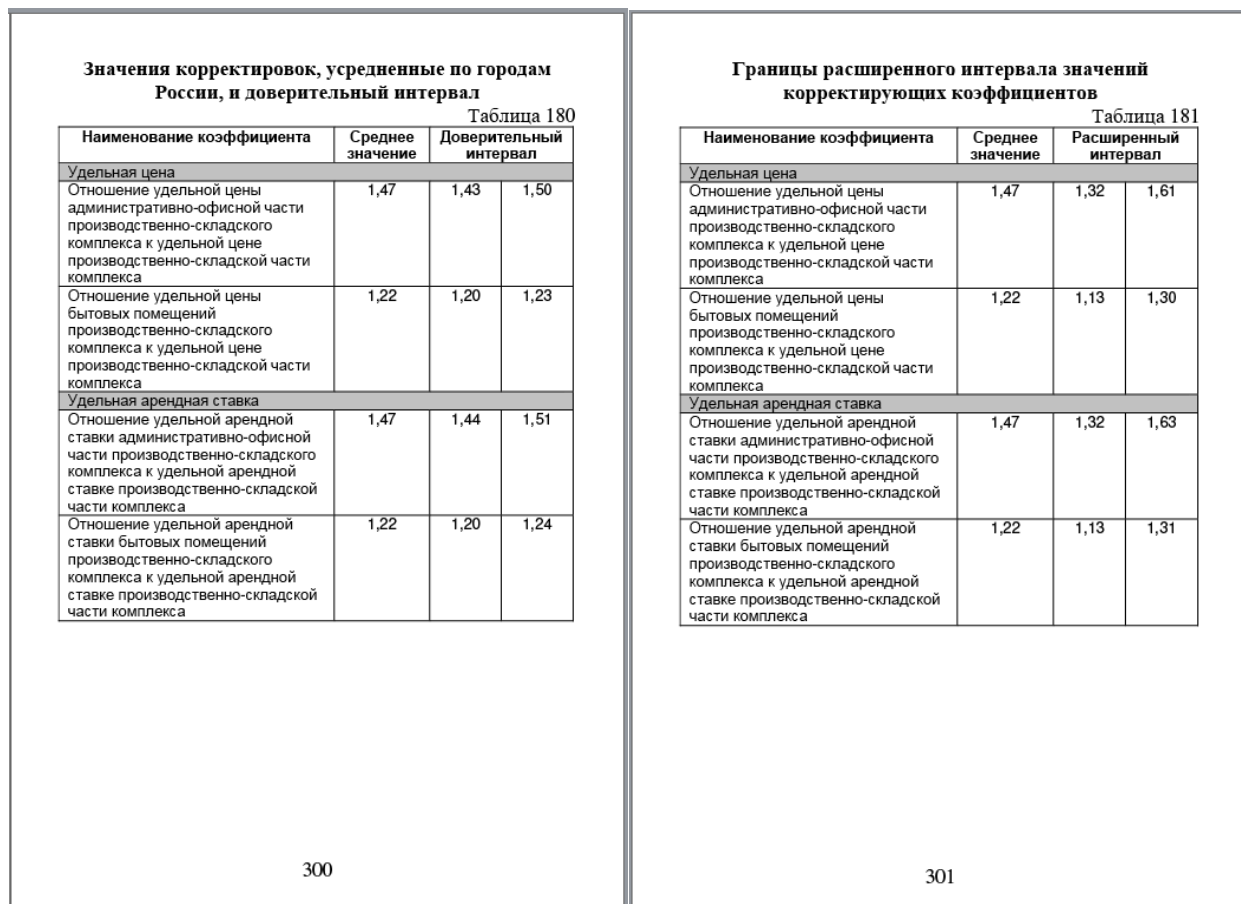 Значения корректировок, усредненные по городам
России, и доверительный интервал
Таблица 180
Наименование коэффициента Среднее значение Доверительный интервал
Удельная цена
Отношение удельной цены 1,47 1,43 1,50
административно-офисной части
производственно-складского
комплекса к удельной цене
производственно-складской части
комплекса
Отношение удельной цены 1,22 1,20 1,23
бытовых помещений
производственно-складского
комплекса к удельной цене
производственно-складской части
комплекса
Удельная арендная ставка
Отношение удельной арендной 1,47 1,44 1,51
ставки административно-офисной
части производственно-складского
комплекса к удельной арендной
ставке производственно-складской
части комплекса
Отношение удельной арендной 1,22 1,20 1,24
ставки бытовых помещений
производственно-складского
комплекса к удельной арендной
ставке производственно-складской
части комплекса
300
Границы расширенного интервала значений
корректирующих коэффициентов
Таблица 181
Наименование коэффициента Среднее значение Расширенный интервал
Удельная цена
Отношение удельной цены 1,47 1,32 1,61
административно-офисной части
производственно-складского
комплекса к удельной цене
производственно-складской части
комплекса
Отношение удельной цены 1,22 1,13 1,30
бытовых помещений
производственно-складского
комплекса к удельной цене
производственно-складской части
комплекса
Удельная арендная ставка
Отношение удельной арендной 1,47 1,32 1,63
ставки административно-офисной
части производственно-складского
комплекса к удельной арендной
ставке производственно-складской
части комплекса
Отношение удельной арендной 1,22 1,13 1,31
ставки бытовых помещений
производственно-складского
комплекса к удельной арендной
ставке производственно-складской
части комплекса
301